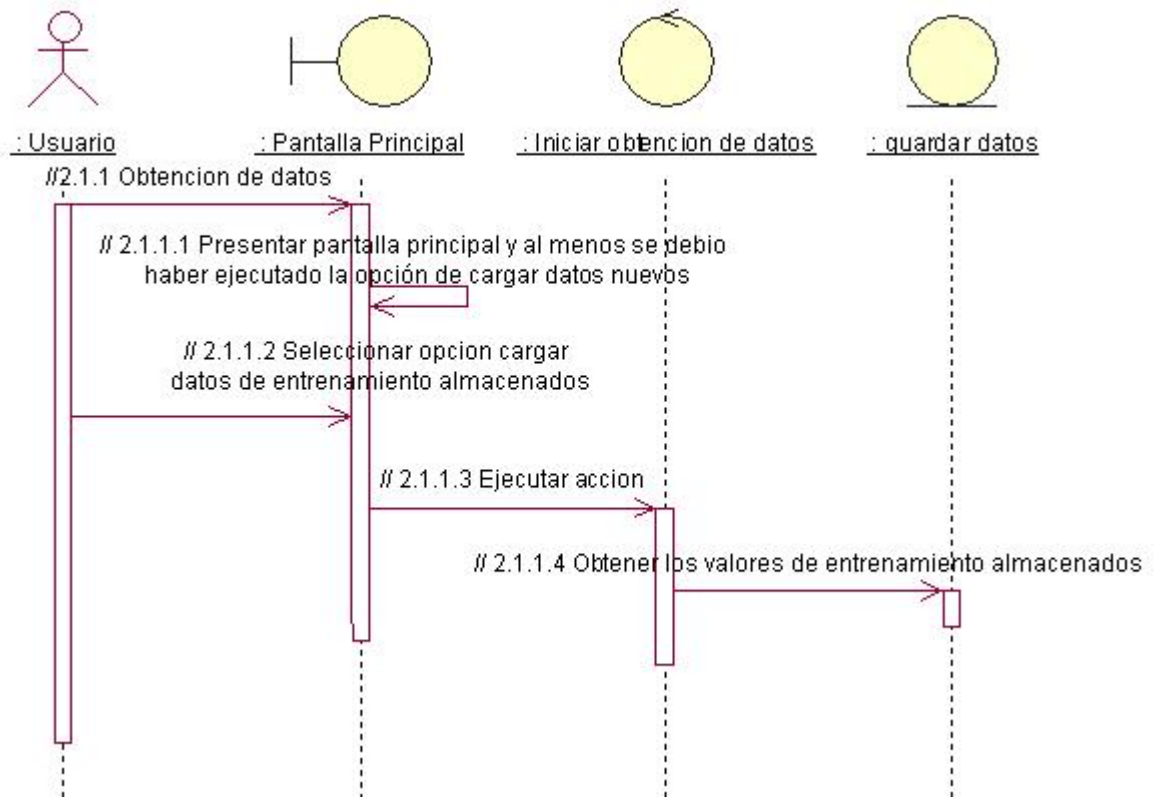 : Usuario
: Pantalla Principal
: Iniciar obtencion de datos
: guardar datos
//2.1.1 Obtencion de datos
// 2.1.1.1 Presentar pantalla principal y al menos se debio
haber ejecutado la opción de cargar datos nuevos
// 2.1.1.2 Seleccionar opcion cargar
datos de entrenamiento almacenados
// 2.1.1.3 Ejecutar accion
// 2.1.1.4 Obtener los valores de entrenamiento almacenados